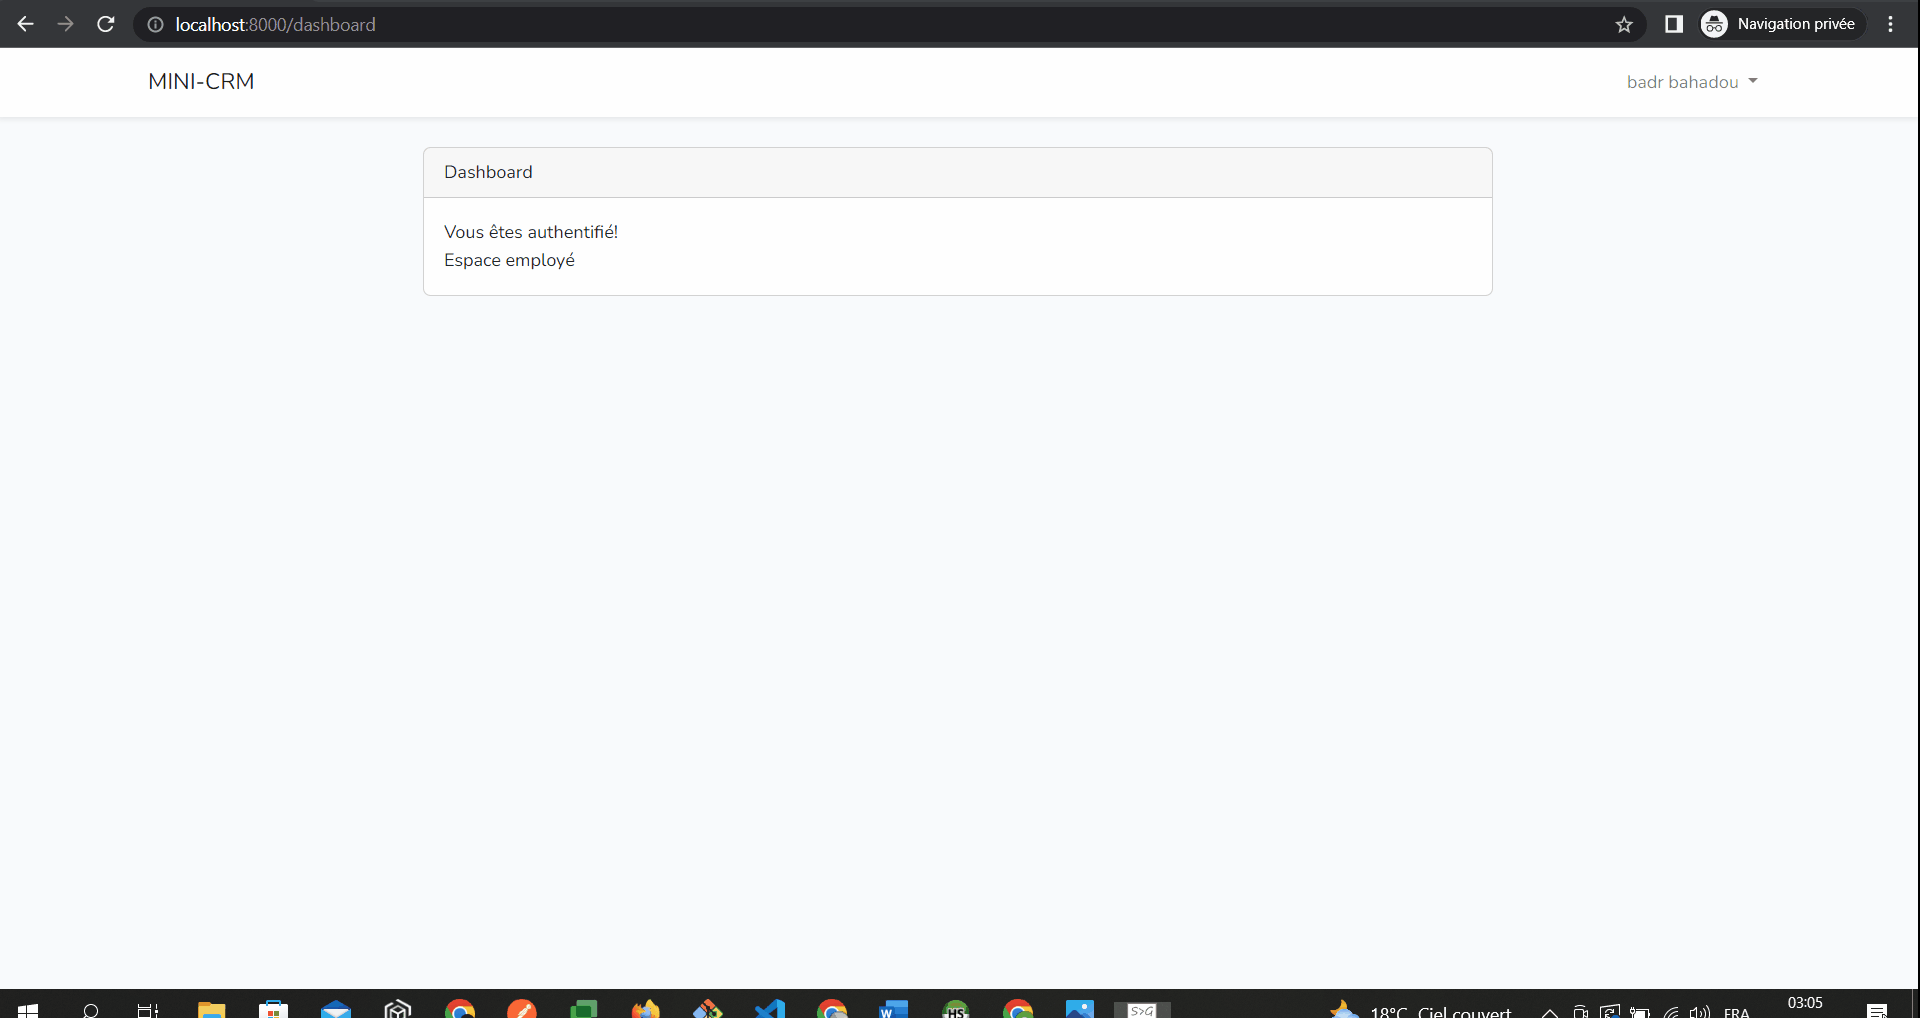 localhost:8000/dashboard
Navigation privée
MINI-CRM
badr bahadou
Dashboard
Vous êtes authentifié!
Espace employé
W
HS
S>G
18°C Ciel couvert
FRA
03:05